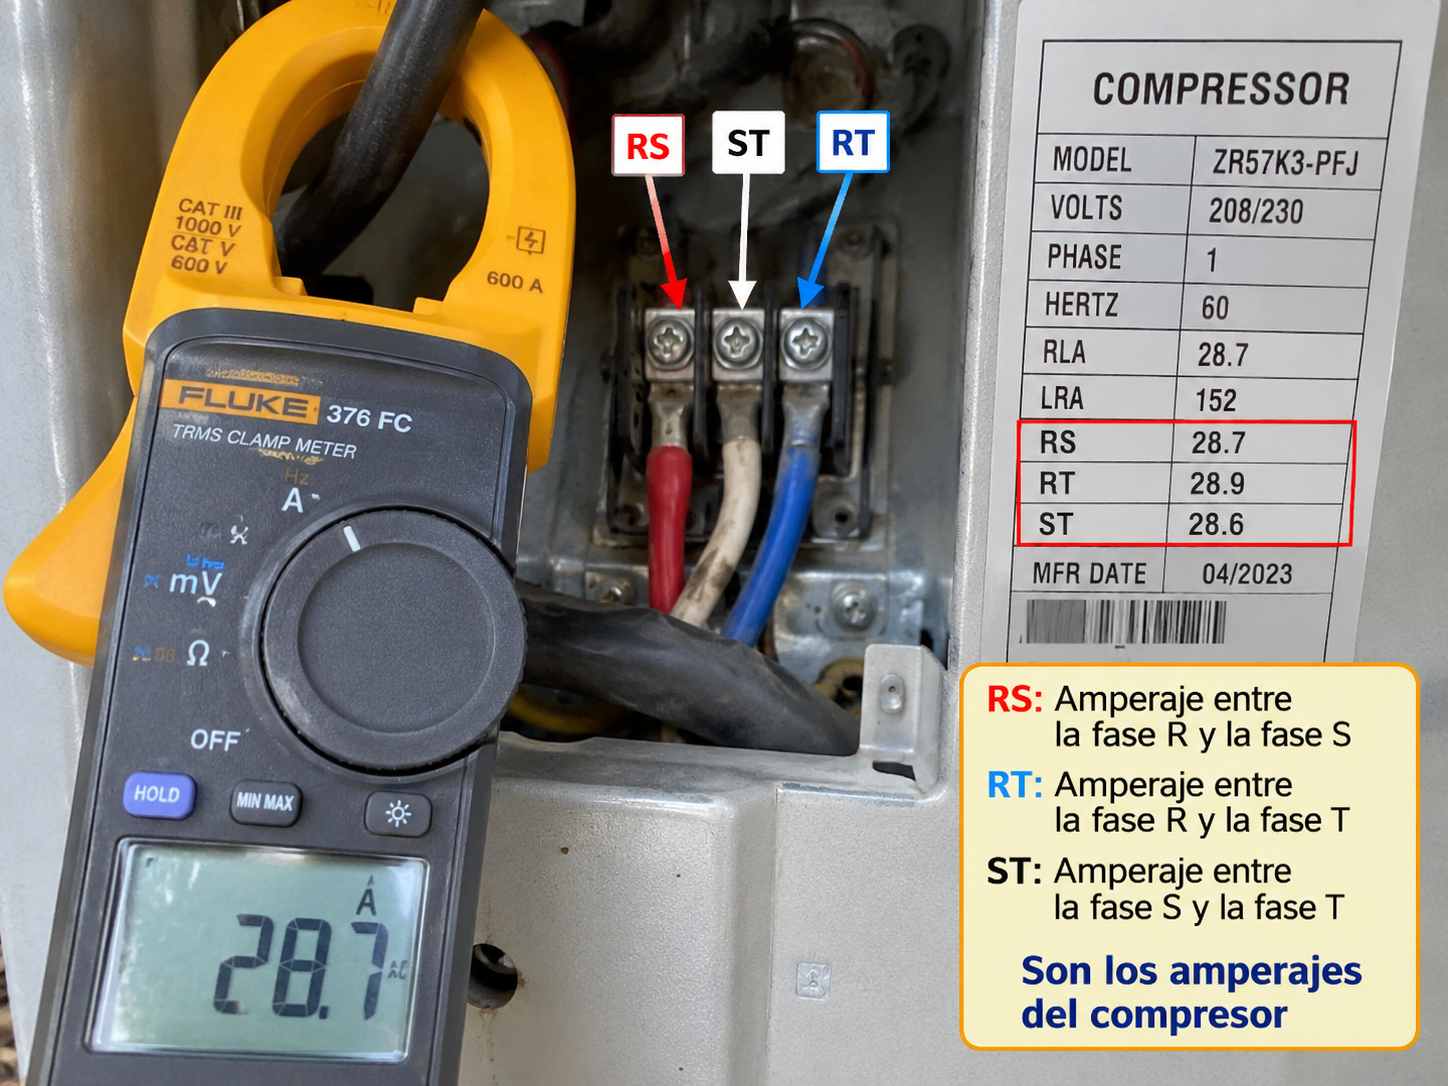 CAT III
1000 V
CAT V
600 V
600 A
FLUKE 376 FC
TRMS CLAMP METER
Hz
A
mV
Ω
OFF
HOLD
MIN MAX
A
28.7
AC
RS
ST
RT
COMPRESSOR
MODEL ZR57K3-PFJ
VOLTS 208/230
PHASE 1
HERTZ 60
RLA 28.7
LRA 152
RS 28.7
RT 28.9
ST 28.6
MFR DATE 04/2023
RS: Amperaje entre
la fase R y la fase S
RT: Amperaje entre
la fase R y la fase T
ST: Amperaje entre
la fase S y la fase T
Son los amperajes
del compresor